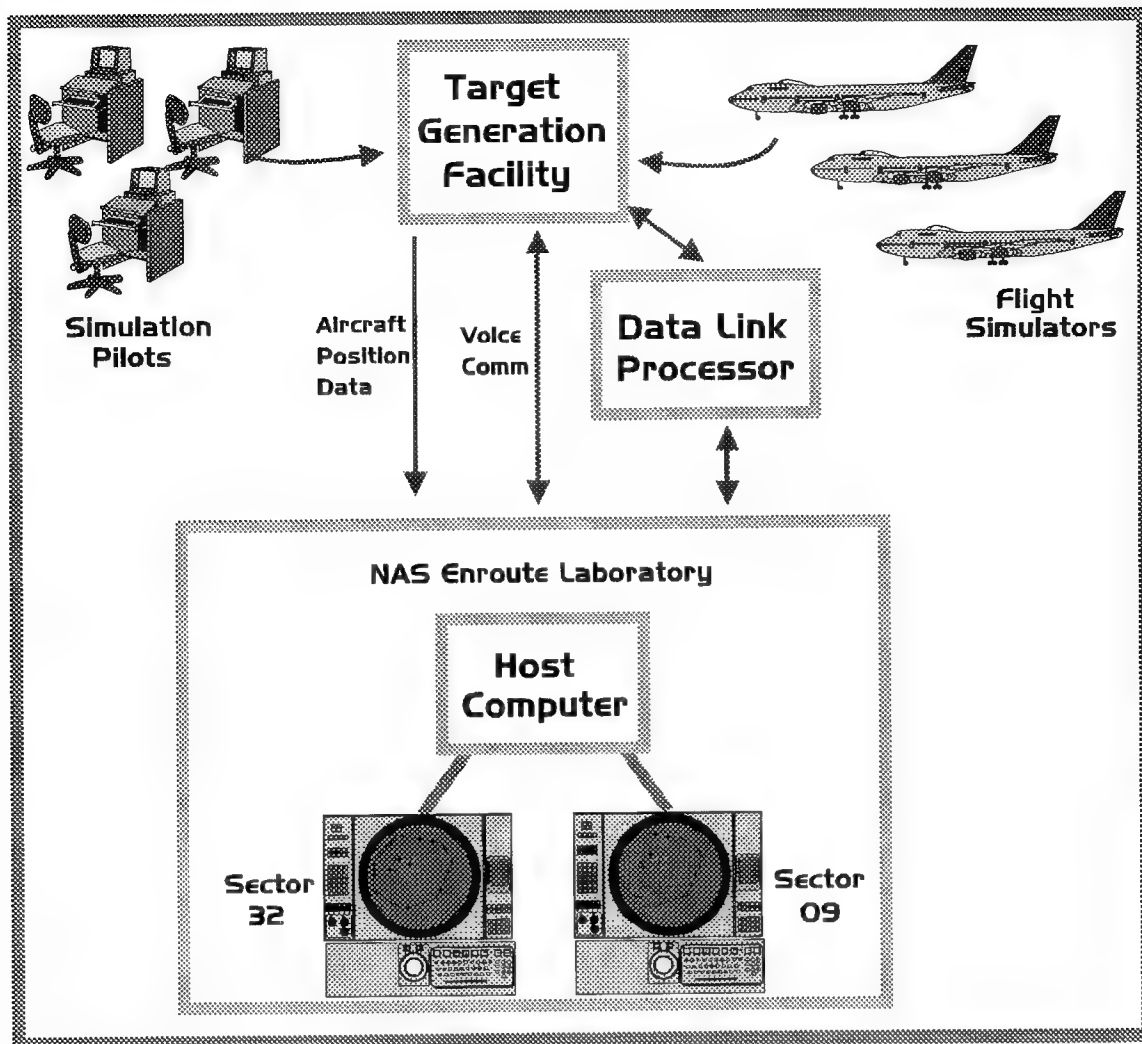 Target
Generation
Facility
Simulation
Pilots
Aircraft
Position
Data
Voice
Comm
Data Link
Processor
Flight
Simulators
NAS Enroute Laboratory
Host
Computer
Sector
32
Sector
09